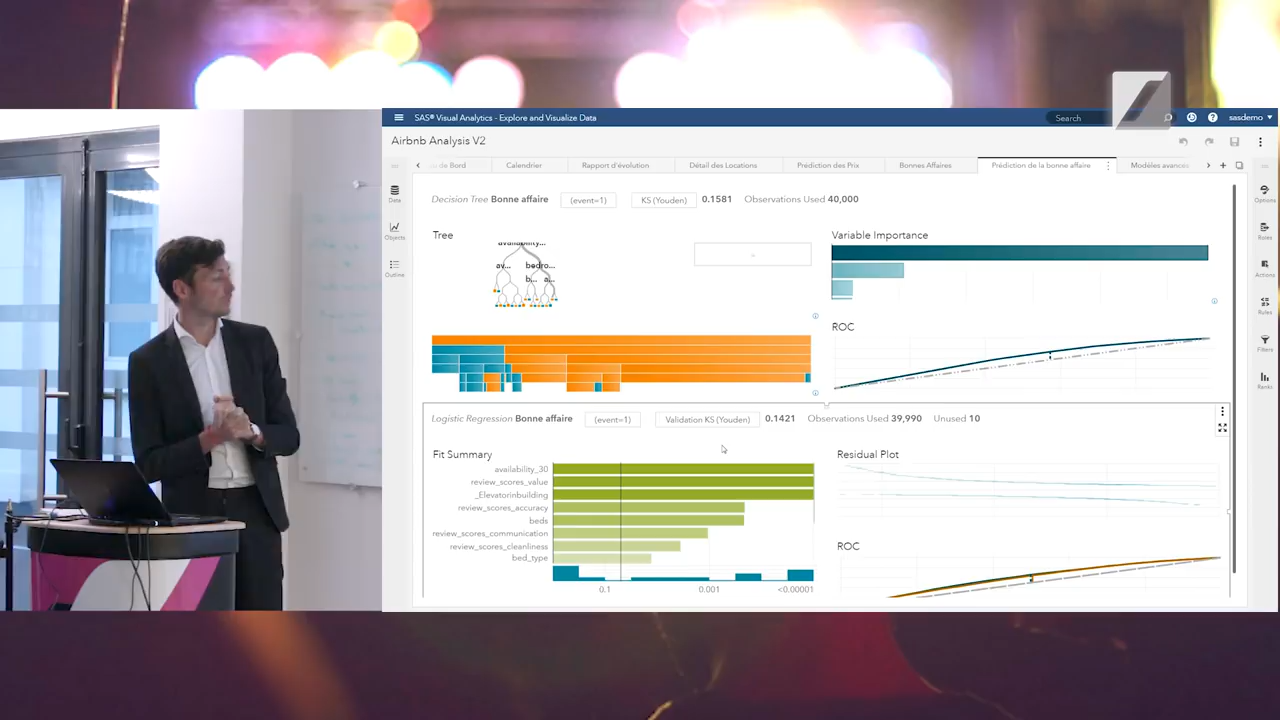 SAS® Visual Analytics - Explore and Visualize Data
Search
sasdemo
Airbnb Analysis V2
de Bord
Calendrier
Rapport d'évolution
Détail des Locations
Prédiction des Prix
Bonnes Affaires
Prédiction de la bonne affaire
Modèles avancés
Data
Objects
Outline
Options
Roles
Actions
Rules
Filters
Ranks
Decision Tree Bonne affaire (event=1) KS (Youden) 0.1581 Observations Used 40,000
Tree
availability...
av... bedro...
b... a...
Variable Importance
ROC
Logistic Regression Bonne affaire (event=1) Validation KS (Youden) 0.1421 Observations Used 39,990 Unused 10
Fit Summary
availability_30
review_scores_value
_Elevatorinbuilding
review_scores_accuracy
beds
review_scores_communication
review_scores_cleanliness
bed_type
0.1 0.001 <0.00001
Residual Plot
ROC